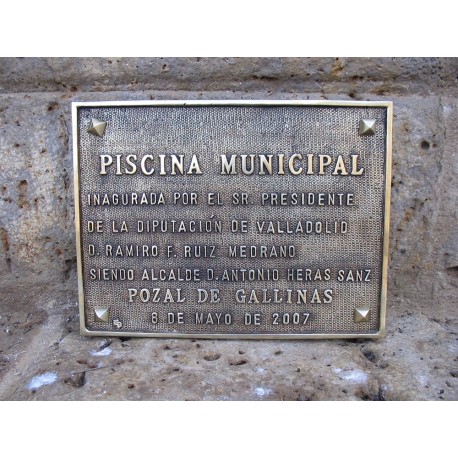 PISCINA MUNICIPAL
INAGURADA POR EL SR. PRESIDENTE
DE LA DIPUTACIÓN DE VALLADOLID
D. RAMIRO F. RUIZ MEDRANO
SIENDO ALCALDE D. ANTONIO HERAS SANZ
POZAL DE GALLINAS
6 DE MAYO DE 2007